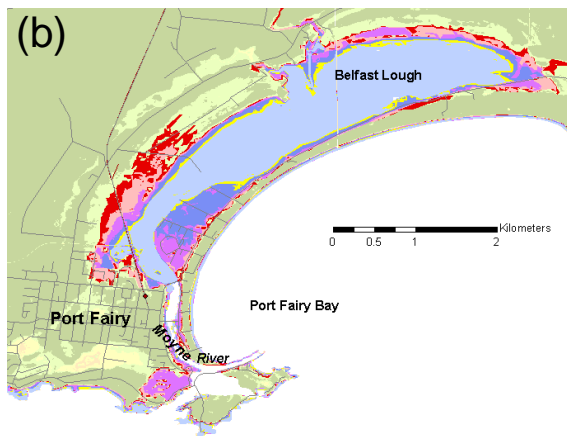 (b)
Belfast Lough
Kilometers
0 0.5 1 2
Port Fairy Bay
Port Fairy
Moyne River